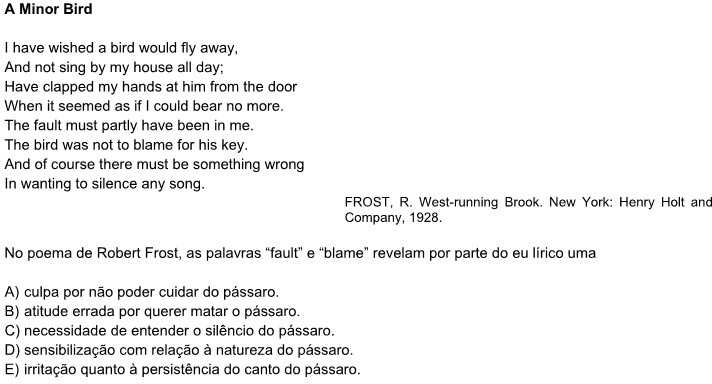 A Minor Bird
I have wished a bird would fly away,
And not sing by my house all day;
Have clapped my hands at him from the door
When it seemed as if I could bear no more.
The fault must partly have been in me.
The bird was not to blame for his key.
And of course there must be something wrong
In wanting to silence any song.
FROST, R. West-running Brook. New York: Henry Holt and
Company, 1928.
No poema de Robert Frost, as palavras “fault” e “blame” revelam por parte do eu lírico uma
A) culpa por não poder cuidar do pássaro.
B) atitude errada por querer matar o pássaro.
C) necessidade de entender o silêncio do pássaro.
D) sensibilização com relação à natureza do pássaro.
E) irritação quanto à persistência do canto do pássaro.